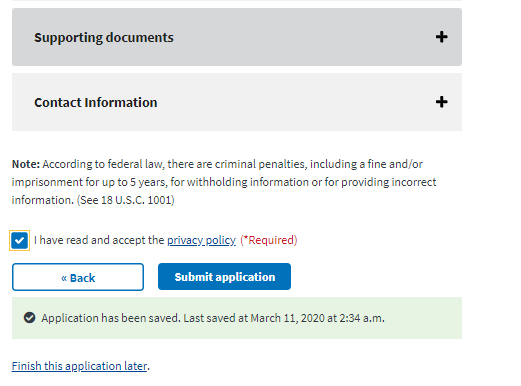 Supporting documents
Contact Information
Note: According to federal law, there are criminal penalties, including a fine and/or
imprisonment for up to 5 years, for withholding information or for providing incorrect
information. (See 18 U.S.C. 1001)
I have read and accept the privacy policy (*Required)
« Back
Submit application
Application has been saved. Last saved at March 11, 2020 at 2:34 a.m.
Finish this application later.